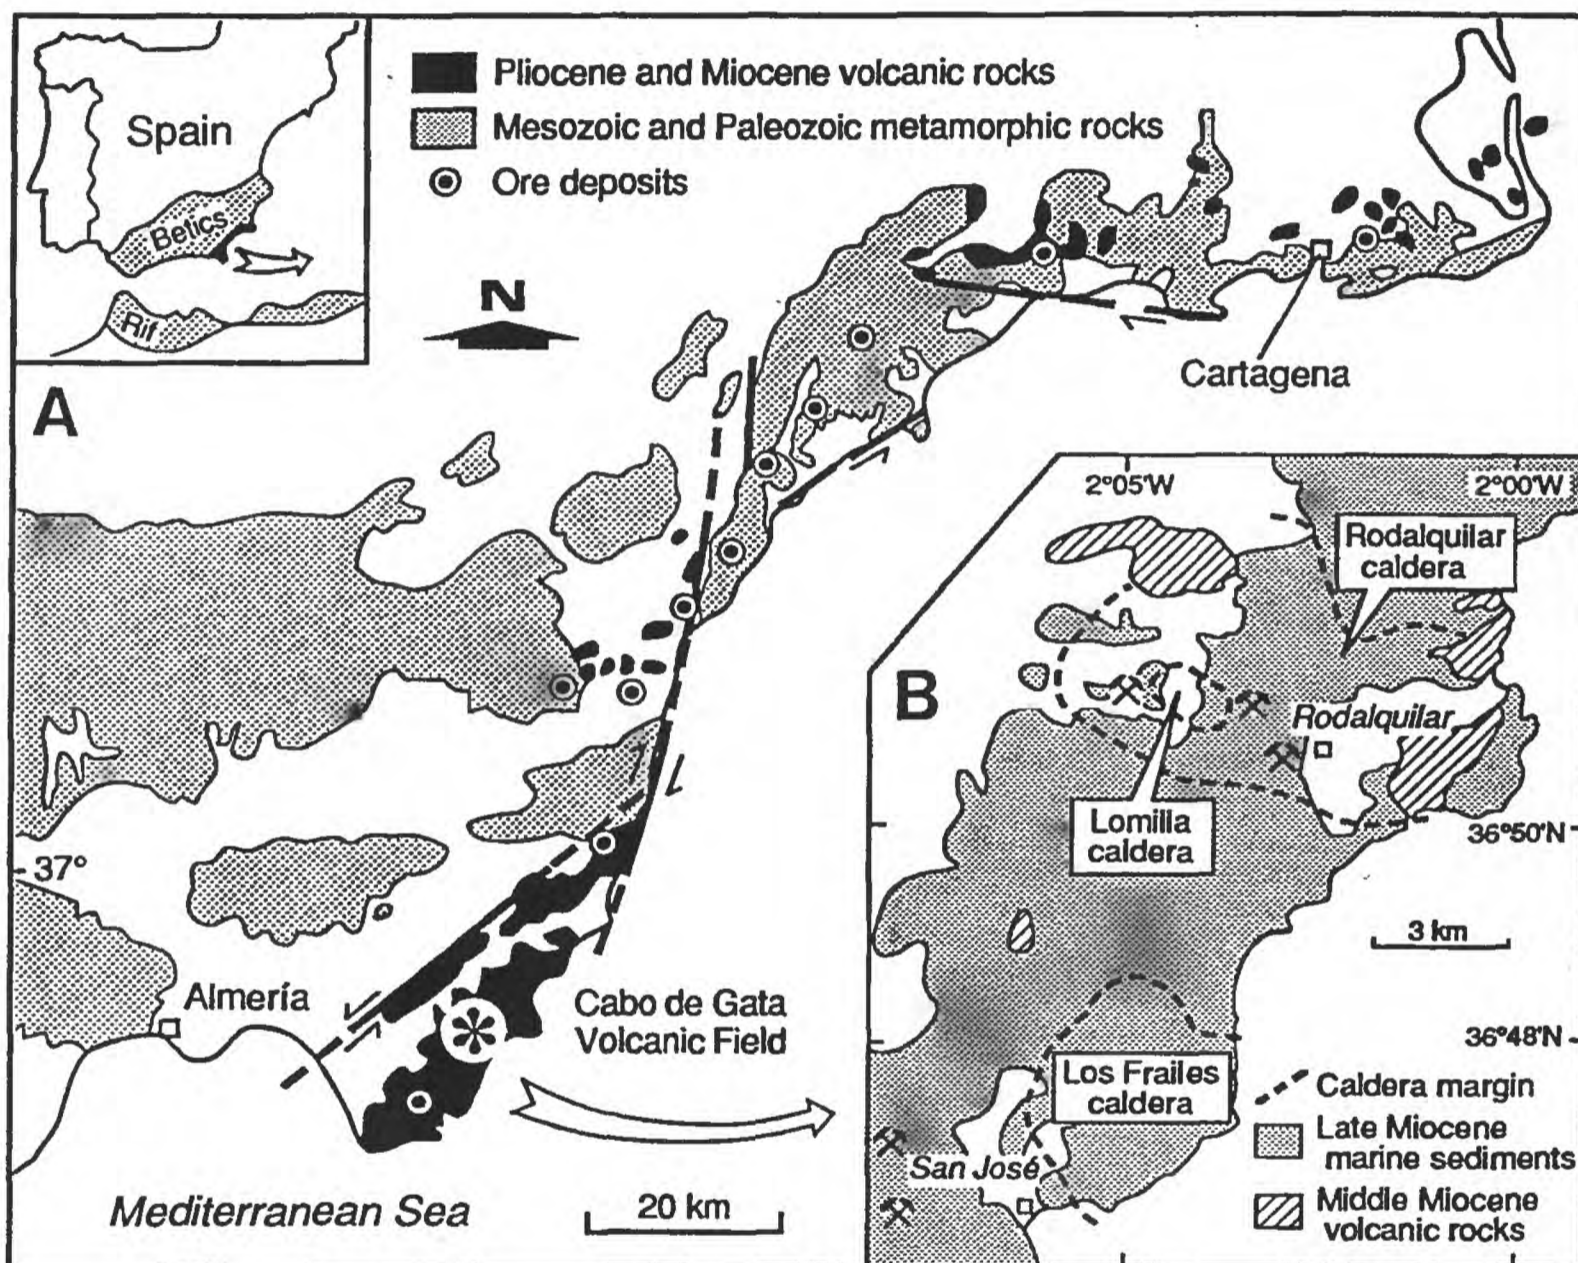 Spain
Betics
Rif
Pliocene and Miocene volcanic rocks
Mesozoic and Paleozoic metamorphic rocks
Ore deposits
N
A
Cartagena
37°
Almería
Cabo de Gata
Volcanic Field
Mediterranean Sea
20 km
2°05'W
2°00'W
Rodalquilar
caldera
B
Rodalquilar
Lomilla
caldera
36°50'N
3 km
36°48'N
Los Frailes
caldera
San José
Caldera margin
Late Miocene
marine sediments
Middle Miocene
volcanic rocks